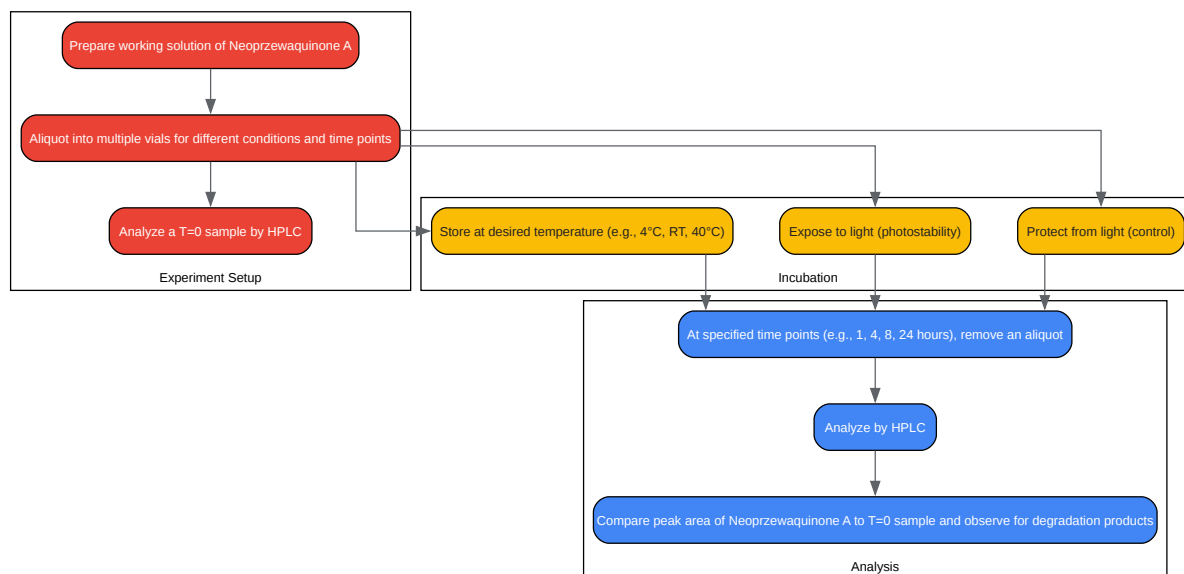 Prepare working solution of Neoprzewaquinone A
Aliquot into multiple vials for different conditions and time points
Analyze a T=0 sample by HPLC
Experiment Setup
Store at desired temperature (e.g., 4°C, RT, 40°C)
Expose to light (photostability)
Protect from light (control)
Incubation
At specified time points (e.g., 1, 4, 8, 24 hours), remove an aliquot
Analyze by HPLC
Compare peak area of Neoprzewaquinone A to T=0 sample and observe for degradation products
Analysis